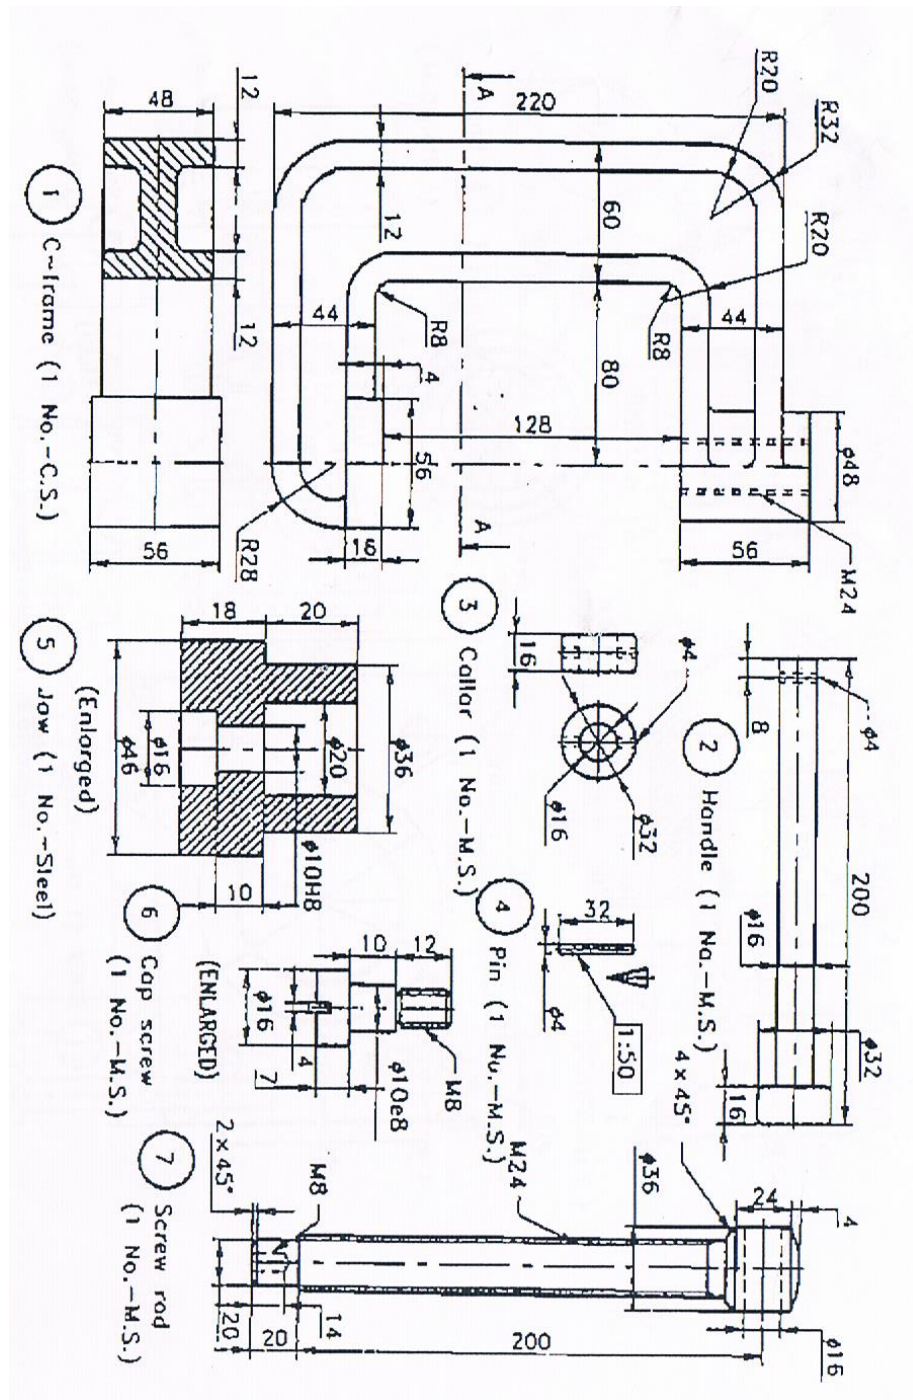 48
12
12
1
C-frame (1 No.-C.S.)
56
220
A
R20
R32
12
60
R20
44
R8
4
R8
44
80
128
56
φ48
A
R28
16
56
M24
3
Collar (1 No.-M.S.)
16
φ4
φ16
φ32
2
Handle (1 No.-M.S.)
8
φ4
200
φ16
φ32
16
4
Pin (1 No.-M.S.)
32
φ4
1:50
5
Jaw (1 No.-Steel)
(Enlarged)
18
20
φ46
φ16
φ20
φ36
φ10H8
10
6
Cap screw
(1 No.-M.S.)
(ENLARGED)
10
12
φ16
4
7
φ10e8
M8
7
Screw rod
(1 No.-M.S.)
2×45°
M8
M24
φ36
4×45°
24
4
20
20
14
200
φ16